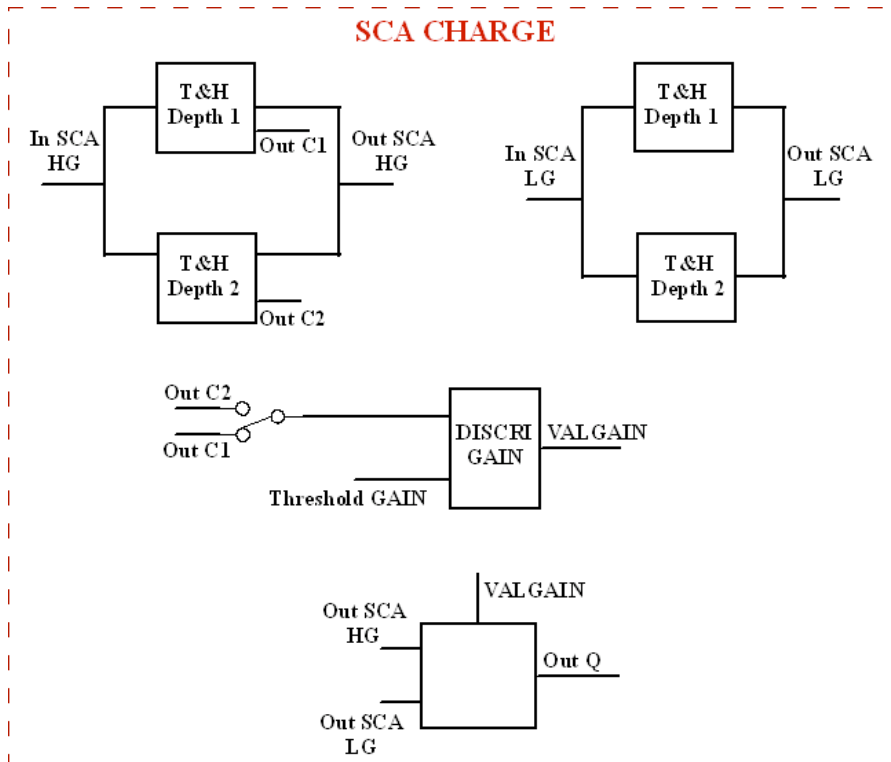 SCA CHARGE
T&H
Depth 1
In SCA
HG
Out C1
Out SCA
HG
T&H
Depth 2
Out C2
T&H
Depth 1
In SCA
LG
Out SCA
LG
T&H
Depth 2
Out C2
Out C1
DISCRI
GAIN
VALGAIN
Threshold GAIN
VALGAIN
Out SCA
HG
Out Q
Out SCA
LG